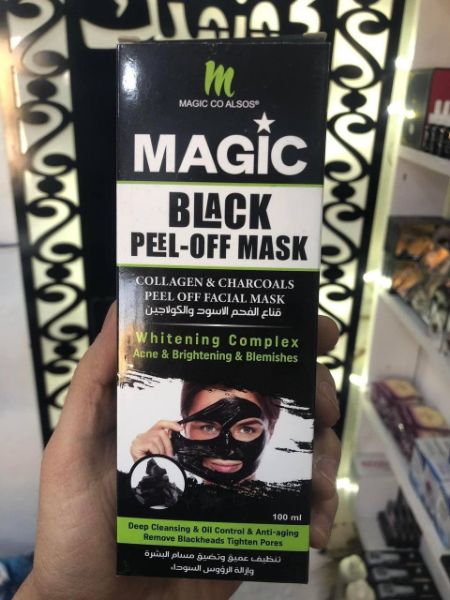 MAGIC CO ALSOS®
MAGIC
BLACK
PEEL-OFF MASK
COLLAGEN & CHARCOALS
PEEL OFF FACIAL MASK
قناع الفحم الاسود والكولاجين
Whitening Complex
Acne & Brightening & Blemishes
100 ml
Deep Cleansing & Oil Control & Anti-aging
Remove Blackheads Tighten Pores
تنظيف عميق وتضيق مسام البشرة
وازالة الرؤوس السوداء